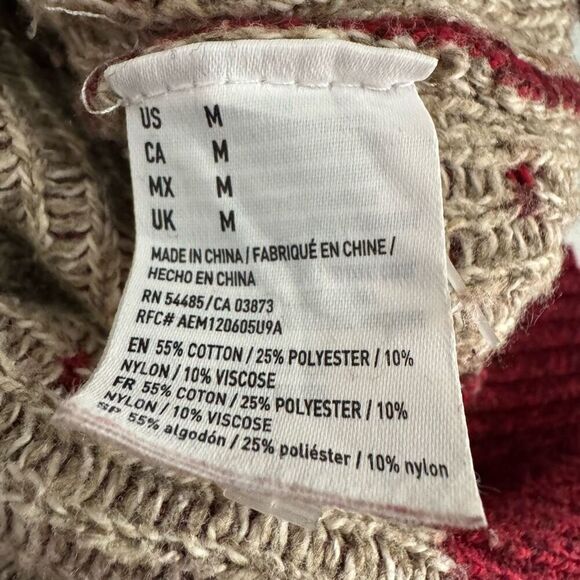 US M
CA M
MX M
UK M
MADE IN CHINA / FABRIQUÉ EN CHINE /
HECHO EN CHINA
RN 54485 / CA 03873
RFC# AEM120605U9A
EN 55% COTTON / 25% POLYESTER / 10%
NYLON / 10% VISCOSE
FR 55% COTON / 25% POLYESTER / 10%
NYLON / 10% VISCOSE
SP 55% algodón / 25% poliéster / 10% nylon